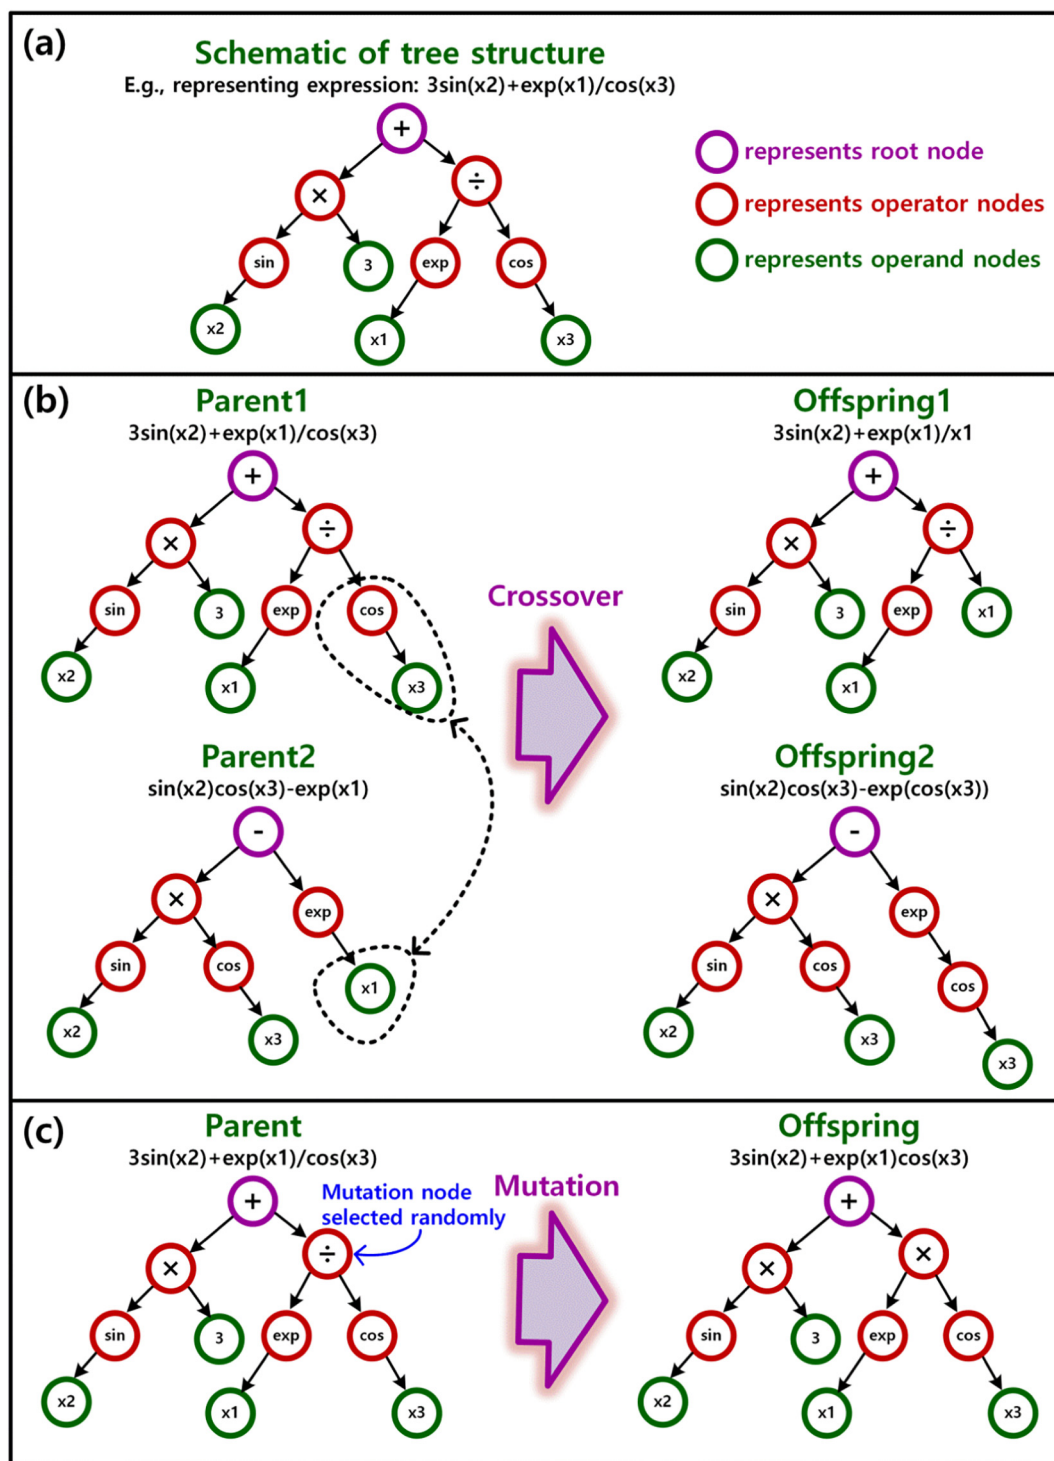 (a)
Schematic of tree structure
E.g., representing expression: 3sin(x2)+exp(x1)/cos(x3)
+
represents root node
×
÷
represents operator nodes
sin
3
exp
cos
represents operand nodes
x2
x1
x3
(b)
Parent1
3sin(x2)+exp(x1)/cos(x3)
+
×
÷
sin
3
exp
cos
x2
x1
x3
Crossover
Offspring1
3sin(x2)+exp(x1)/x1
+
×
÷
sin
3
exp
x1
x2
x1
Parent2
sin(x2)cos(x3)-exp(x1)
-
×
exp
sin
cos
x1
x2
x3
Offspring2
sin(x2)cos(x3)-exp(cos(x3))
-
×
exp
sin
cos
cos
x2
x3
x3
(c)
Parent
3sin(x2)+exp(x1)/cos(x3)
+
Mutation node
selected randomly
×
÷
sin
3
exp
cos
x2
x1
x3
Mutation
Offspring
3sin(x2)+exp(x1)cos(x3)
+
×
×
sin
3
exp
cos
x2
x1
x3